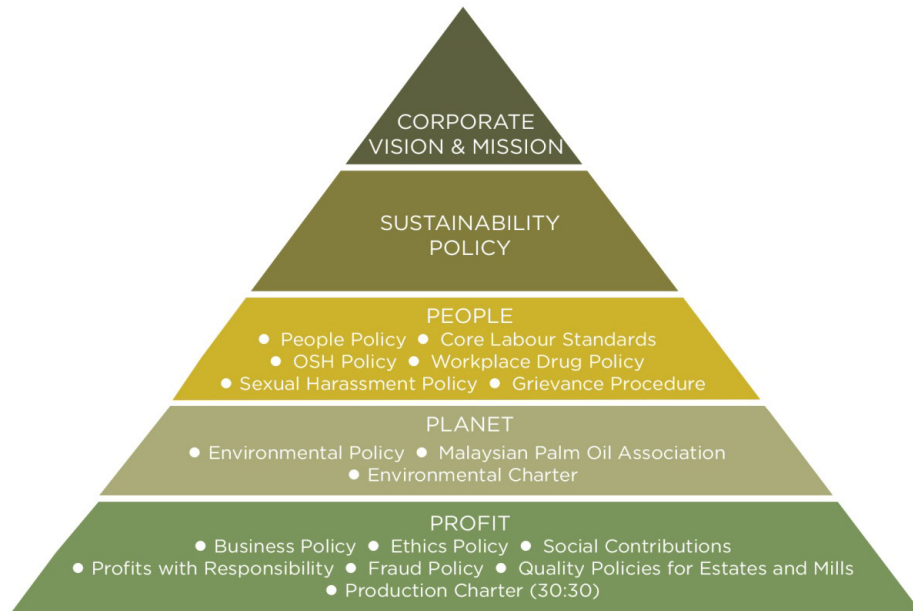 CORPORATE
VISION & MISSION
SUSTAINABILITY
POLICY
PEOPLE
● People Policy ● Core Labour Standards
● OSH Policy ● Workplace Drug Policy
● Sexual Harassment Policy ● Grievance Procedure
PLANET
● Environmental Policy ● Malaysian Palm Oil Association
● Environmental Charter
PROFIT
● Business Policy ● Ethics Policy ● Social Contributions
● Profits with Responsibility ● Fraud Policy ● Quality Policies for Estates and Mills
● Production Charter (30:30)